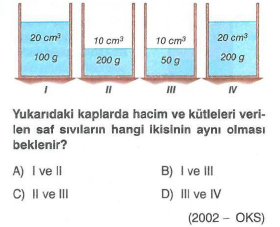 20 cm³ 10 cm³ 10 cm³ 20 cm³
100 g 200 g 50 g 200 g
I II III IV
Yukarıdaki kaplarda hacim ve kütleleri veri-
len saf sıvıların hangi ikisinin aynı olması
beklenir?
A) I ve II B) I ve III
C) II ve III D) III ve IV
(2002 – OKS)